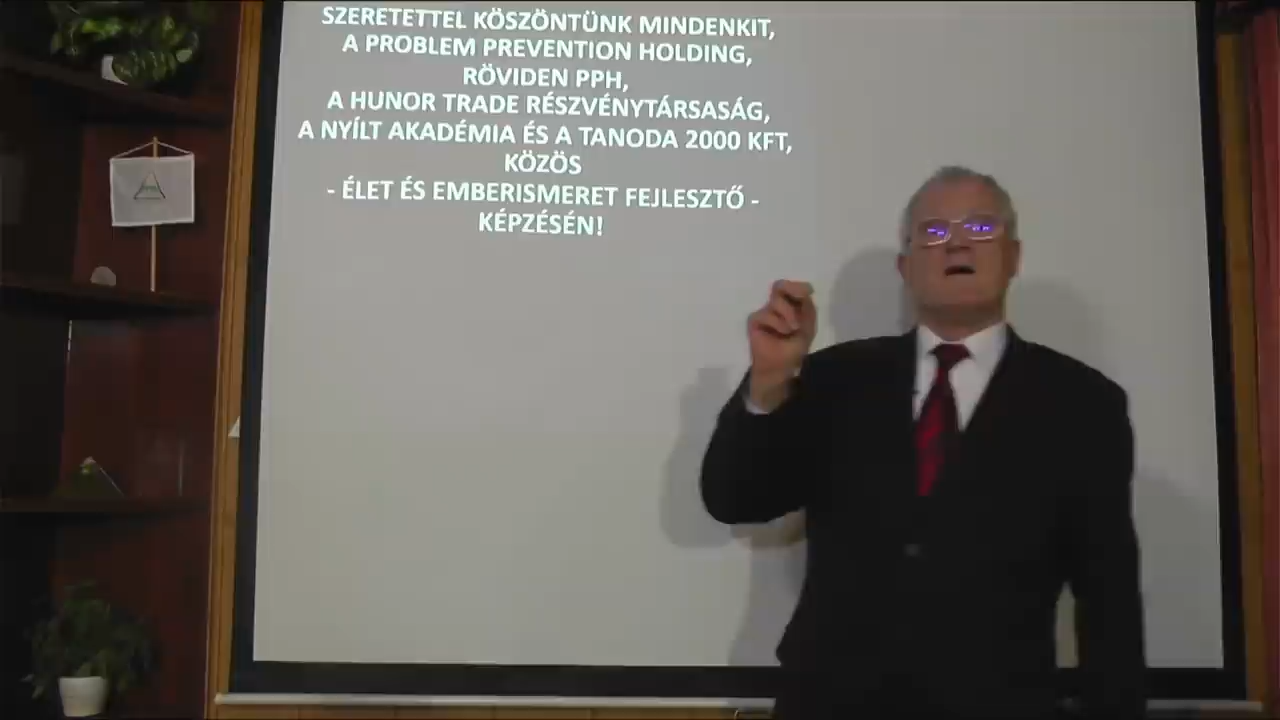 SZERETETTEL KÖSZÖNTÜNK MINDENKIT,
A PROBLEM PREVENTION HOLDING,
RÖVIDEN PPH,
A HUNOR TRADE RÉSZVÉNYTÁRSASÁG,
A NYÍLT AKADÉMIA ÉS A TANODA 2000 KFT,
KÖZÖS
- ÉLET ÉS EMBERISMERET FEJLESZTŐ -
KÉPZÉSÉN!